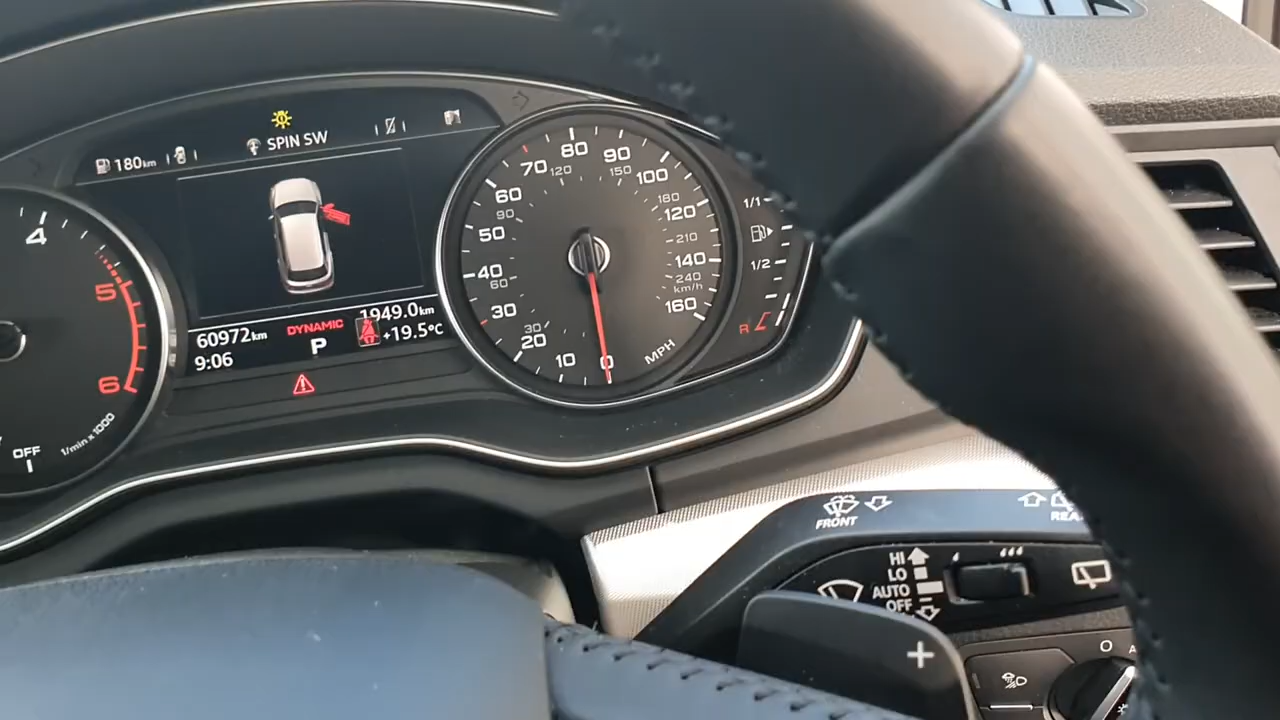 180km
SPIN SW
4
5
6
1/min x 1000
OFF
60972km
9:06
DYNAMIC
P
1949.0km
+19.5°C
0
10
20
30
40
50
60
70
80
90
100
120
140
160
MPH
30
60
90
120
150
180
210
240
km/h
1/1
1/2
R
FRONT
HI
LO
AUTO
OFF
+
O
A